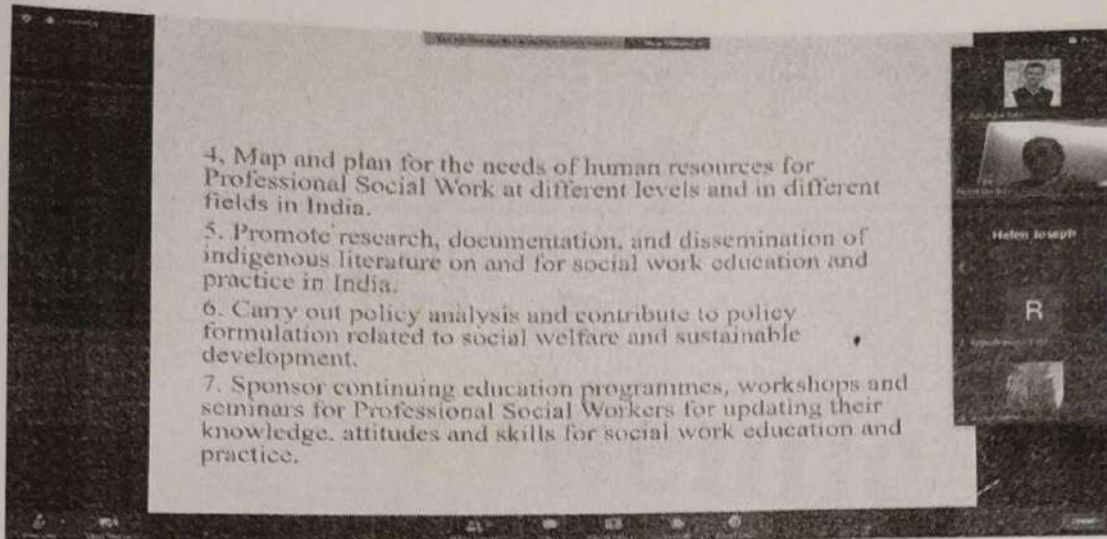 4, Map and plan for the needs of human resources for
Professional Social Work at different levels and in different
fields in India.
5. Promote research, documentation, and dissemination of
indigenous literature on and for social work education and
practice in India.
6. Carry out policy analysis and contribute to policy
formulation related to social welfare and sustainable
development.
7. Sponsor continuing education programmes, workshops and
seminars for Professional Social Workers for updating their
knowledge, attitudes and skills for social work education and
practice.
Helen Joseph
R